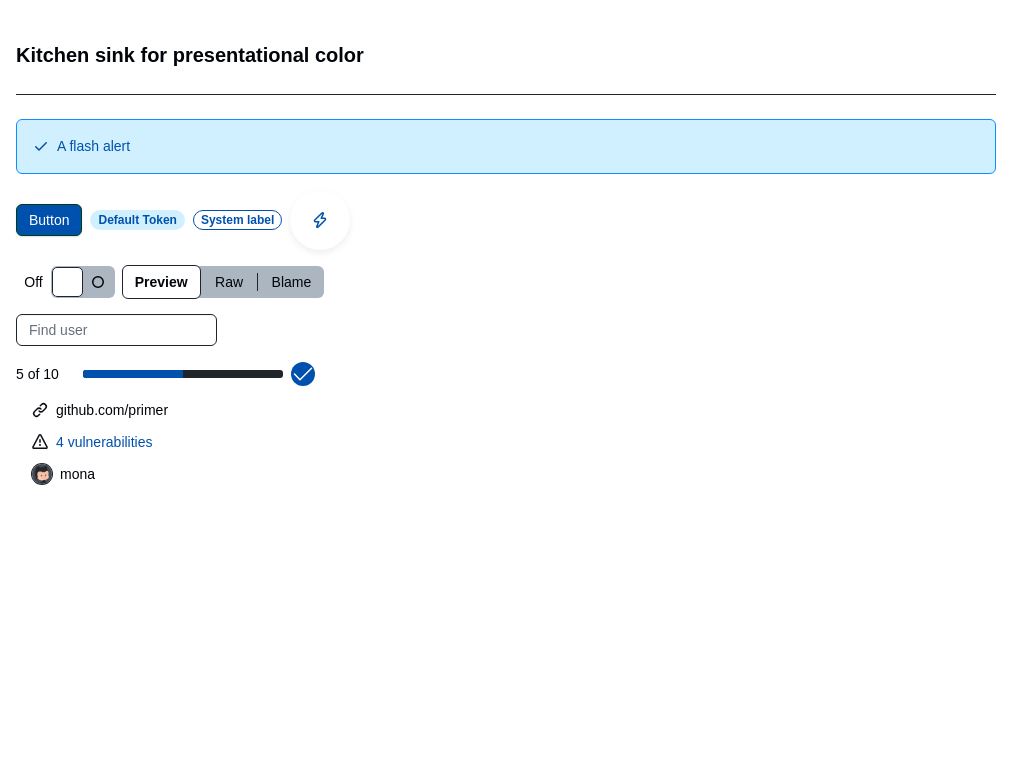 Kitchen sink for presentational color
A flash alert
Button Default Token System label
Off Preview Raw Blame
Find user
5 of 10
github.com/primer
4 vulnerabilities
mona